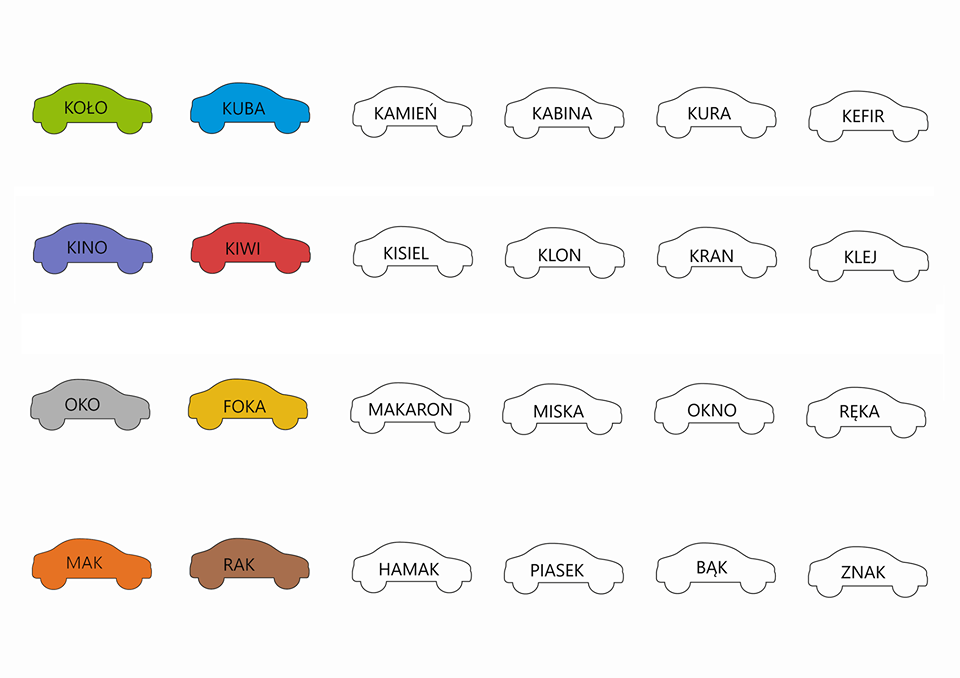 KOŁO KUBA KAMIEŃ KABINA KURA KEFIR
KINO KIWI KISIEL KLON KRAN KLEJ
OKO FOKA MAKARON MISKA OKNO RĘKA
MAK RAK HAMAK PIASEK BĄK ZNAK